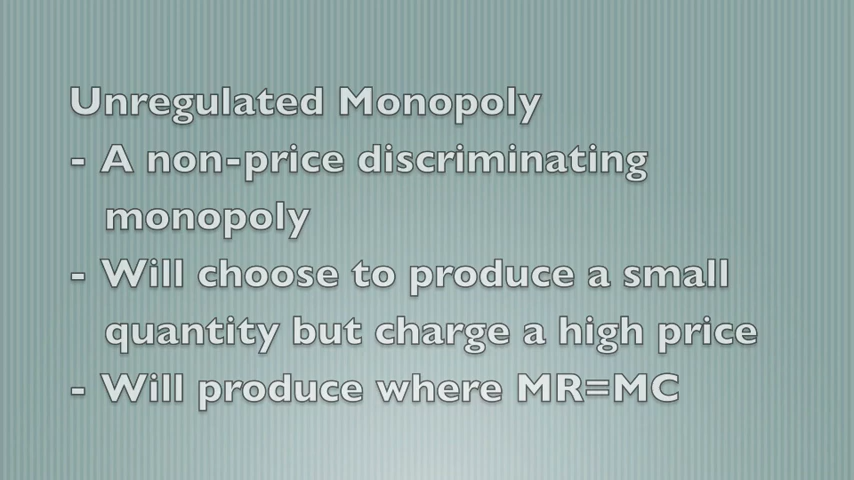 Unregulated Monopoly
- A non-price discriminating
monopoly
- Will choose to produce a small
quantity but charge a high price
- Will produce where MR=MC